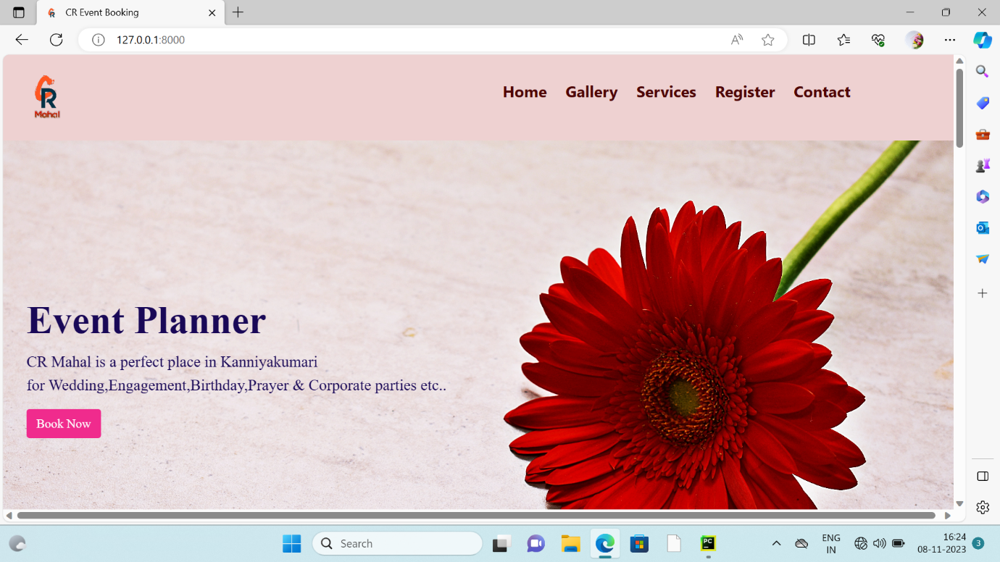 CR Event Booking
127.0.0.1:8000
CR
Mahal
Home Gallery Services Register Contact
Event Planner
CR Mahal is a perfect place in Kanniyakumari
for Wedding,Engagement,Birthday,Prayer & Corporate parties etc..
Book Now
Search
PC
ENG
IN
16:24
08-11-2023
3